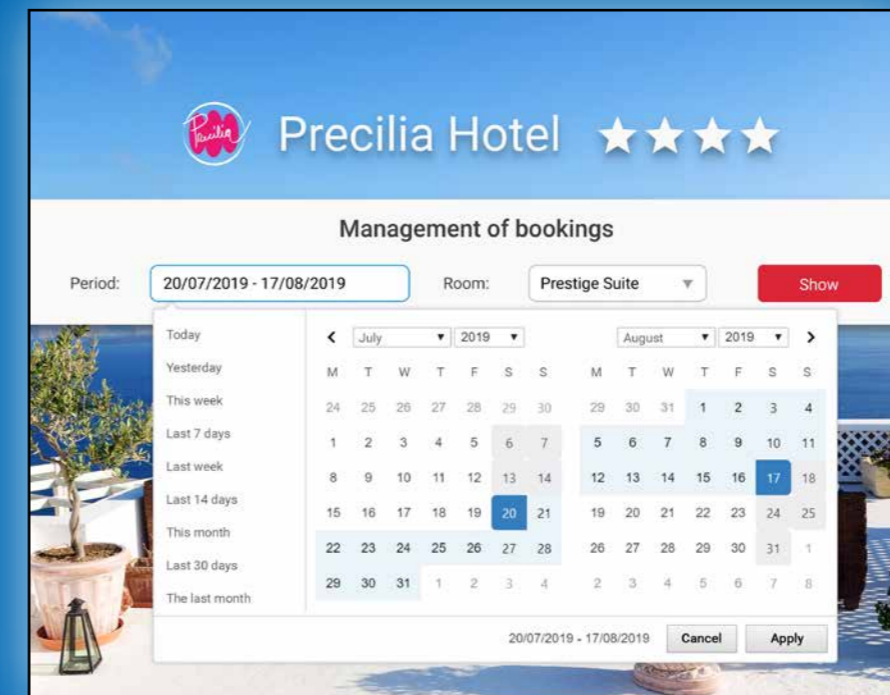 Precilia
Precilia Hotel
Management of bookings
Period: 20/07/2019 - 17/08/2019 Room: Prestige Suite Show
Today
Yesterday
This week
Last 7 days
Last week
Last 14 days
This month
Last 30 days
The last month
July 2019
M T W T F S S
24 25 26 27 28 29 30
1 2 3 4 5 6 7
8 9 10 11 12 13 14
15 16 17 18 19 20 21
22 23 24 25 26 27 28
29 30 31 1 2 3 4
August 2019
M T W T F S S
29 30 31 1 2 3 4
5 6 7 8 9 10 11
12 13 14 15 16 17 18
19 20 21 22 23 24 25
26 27 28 29 30 31 1
2 3 4 5 6 7 8
20/07/2019 - 17/08/2019 Cancel Apply